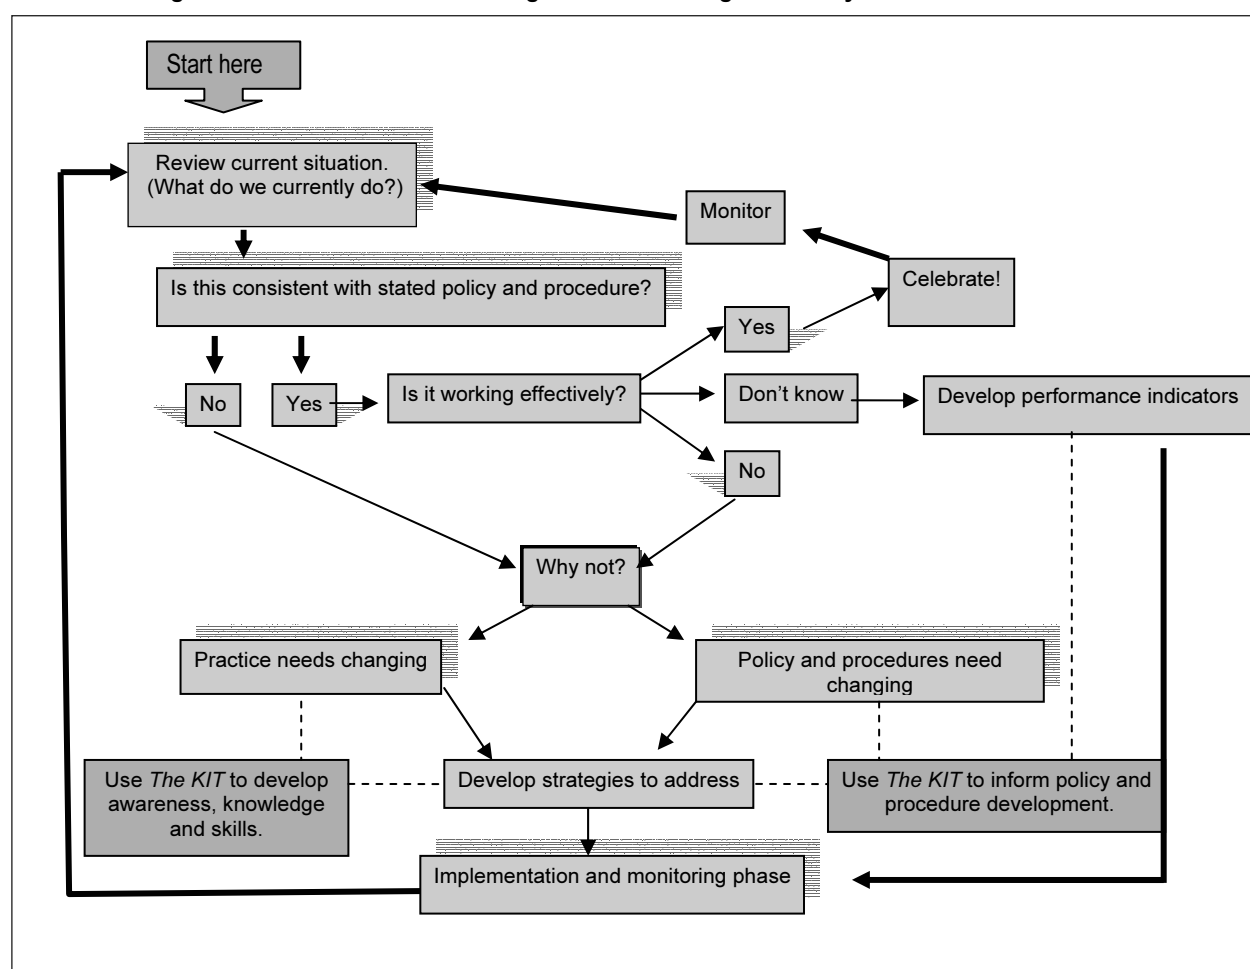 Start here
Review current situation.
(What do we currently do?)
Monitor
Celebrate!
Is this consistent with stated policy and procedure?
Yes
No
Yes
Is it working effectively?
Don't know
Develop performance indicators
No
Why not?
Practice needs changing
Policy and procedures need
changing
Use The KIT to develop
awareness, knowledge
and skills.
Develop strategies to address
Use The KIT to inform policy and
procedure development.
Implementation and monitoring phase